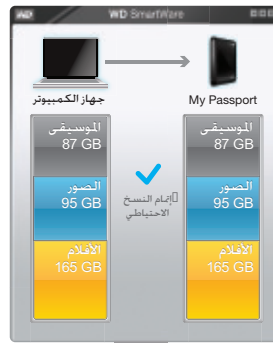 WD SmartWare
جهاز الكمبيوتر
My Passport
الموسيقى
87 GB
الموسيقى
87 GB
الصور
95 GB
إتمام النسخ
الاحتياطي
الصور
95 GB
الأفلام
165 GB
الأفلام
165 GB